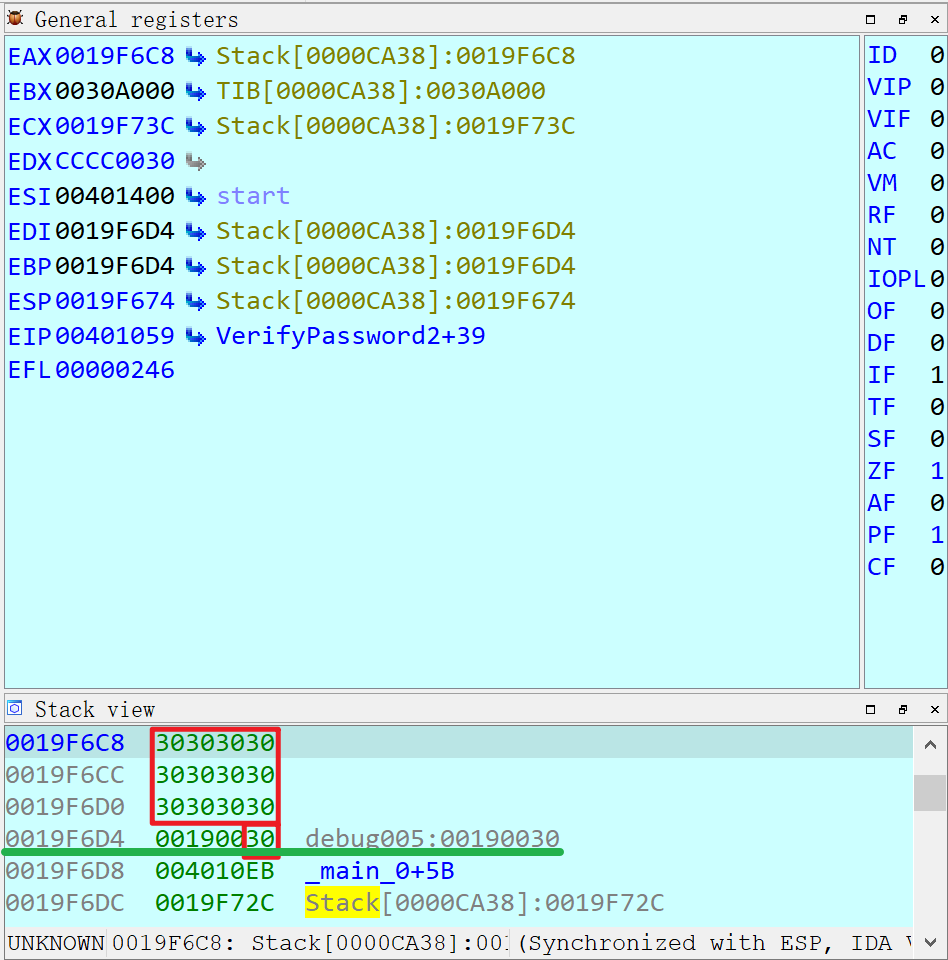 General registers
EAX 0019F6C8 Stack[0000CA38]:0019F6C8
EBX 0030A000 TIB[0000CA38]:0030A000
ECX 0019F73C Stack[0000CA38]:0019F73C
EDX CCCC0030
ESI 00401400 start
EDI 0019F6D4 Stack[0000CA38]:0019F6D4
EBP 0019F6D4 Stack[0000CA38]:0019F6D4
ESP 0019F674 Stack[0000CA38]:0019F674
EIP 00401059 VerifyPassword2+39
EFL 00000246
ID 0
VIP 0
VIF 0
AC 0
VM 0
RF 0
NT 0
IOPL 0
OF 0
DF 0
IF 1
TF 0
SF 0
ZF 1
AF 0
PF 1
CF 0
Stack view
0019F6C8 30303030
0019F6CC 30303030
0019F6D0 30303030
0019F6D4 00190030 debug005:00190030
0019F6D8 004010EB _main_0+5B
0019F6DC 0019F72C Stack[0000CA38]:0019F72C
UNKNOWN 0019F6C8: Stack[0000CA38]:00 (Synchronized with ESP, IDA